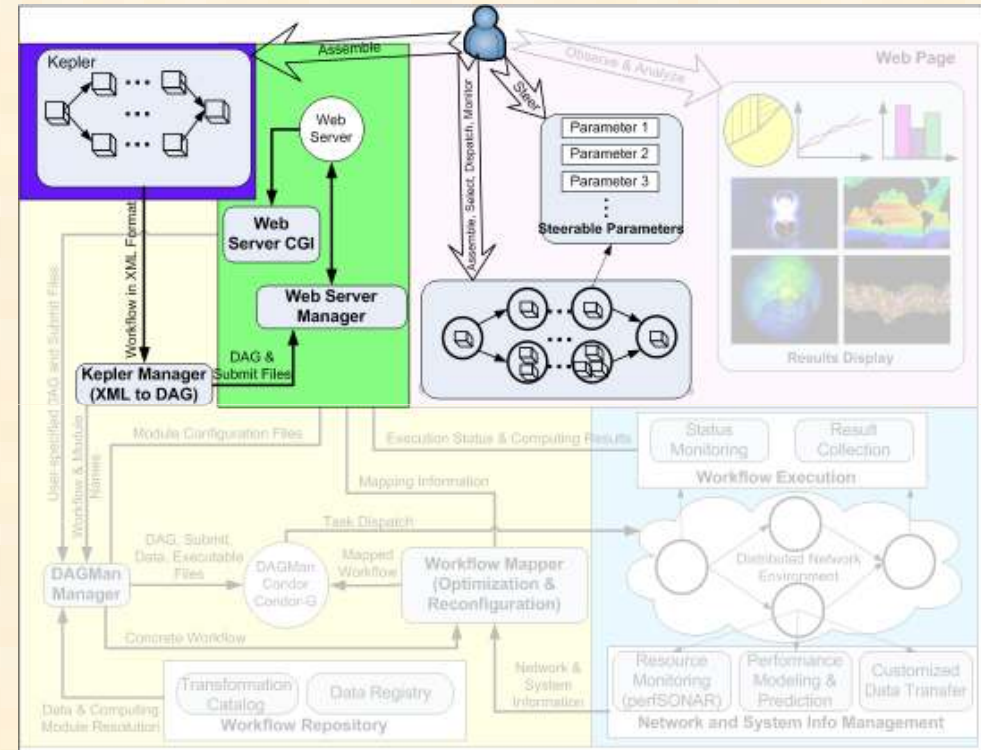 Assemble
Observe & Analyze
Web Page
Kepler
Steer
Web
Server
Parameter 1
Parameter 2
Parameter 3
Steerable Parameters
Assemble, Select, Dispatch, Monitor
Web
Server CGI
Web Server
Manager
Workflow in XML Format
DAG &
Submit Files
Kepler Manager
(XML to DAG)
Results Display
User-specified DAG and Submit Files
Workflow & Module
Names
Module Configuration Files
Execution Status & Computing Results
Mapping Information
Status
Monitoring
Result
Collection
Workflow Execution
Task Dispatch
DAG, Submit,
Data, Executable
Files
DAGMan
Condor
Condor-G
Mapped
Workflow
Workflow Mapper
(Optimization &
Reconfiguration)
Distributed Network
Environment
DAGMan
Manager
Concrete Workflow
Network &
System
Information
Transformation
Catalog
Data Registry
Workflow Repository
Data & Computing
Module Resolution
Resource
Monitoring
(perfSONAR)
Performance
Modeling &
Prediction
Customized
Data Transfer
Network and System Info Management